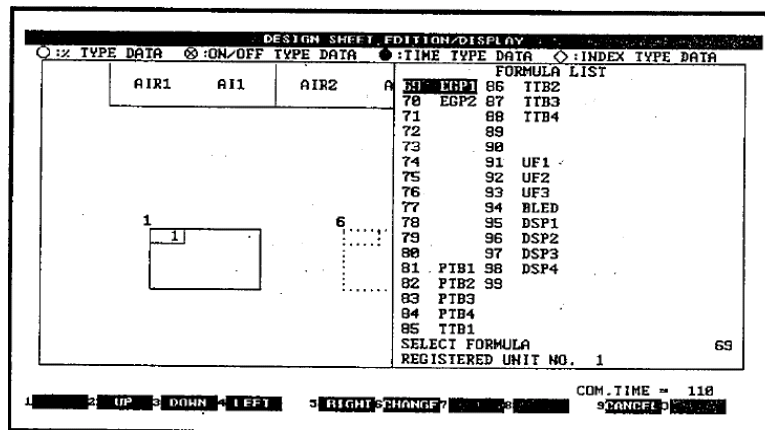 DESIGN SHEET EDITION/DISPLAY
:% TYPE DATA :ON/OFF TYPE DATA :TIME TYPE DATA :INDEX TYPE DATA
AIR1 AI1 AIR2 A
FORMULA LIST
69 EGP1 86 TTB2
70 EGP2 87 TTB3
71 88 TTB4
72 89
73 90
74 91 UF1
75 92 UF2
76 93 UF3
77 94 BLED
78 95 DSP1
79 96 DSP2
80 97 DSP3
81 PTB1 98 DSP4
82 PTB2 99
83 PTB3
84 PTB4
85 TTB1
SELECT FORMULA 69
REGISTERED UNIT NO. 1
1 6
1
COM.TIME = 110
1 2 UP 3 DOWN 4 LEFT 5 RIGHT 6 CHANGE 7 8 9 CANCEL 0